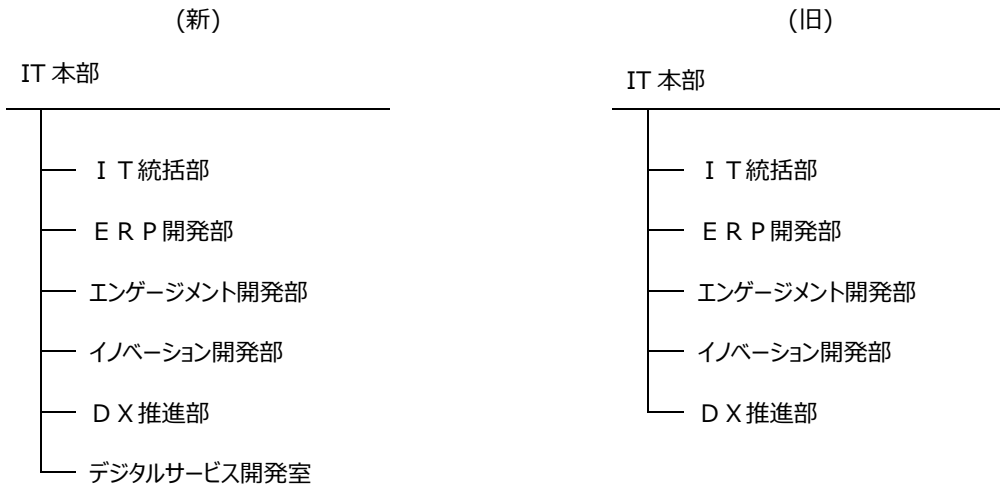 (新)
IT 本部
ＩＴ統括部
ＥＲＰ開発部
エンゲージメント開発部
イノベーション開発部
ＤＸ推進部
デジタルサービス開発室
(旧)
IT 本部
ＩＴ統括部
ＥＲＰ開発部
エンゲージメント開発部
イノベーション開発部
ＤＸ推進部